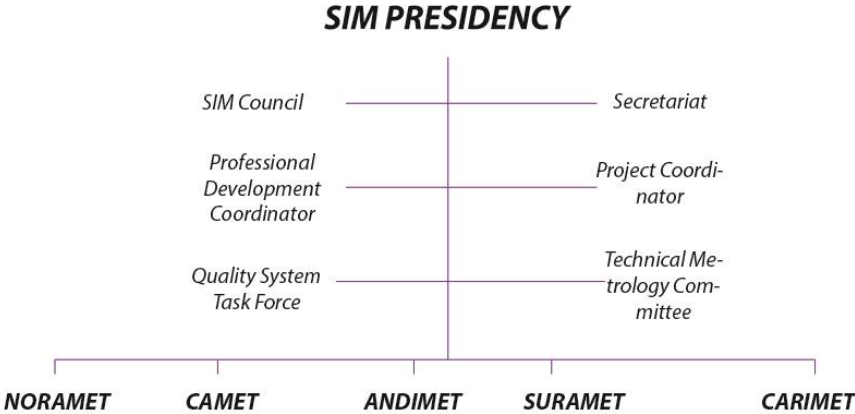 SIM PRESIDENCY
SIM Council
Secretariat
Professional
Development
Coordinator
Project Coordi-
nator
Quality System
Task Force
Technical Me-
trology Com-
mittee
NORAMET
CAMET
ANDIMET
SURAMET
CARIMET